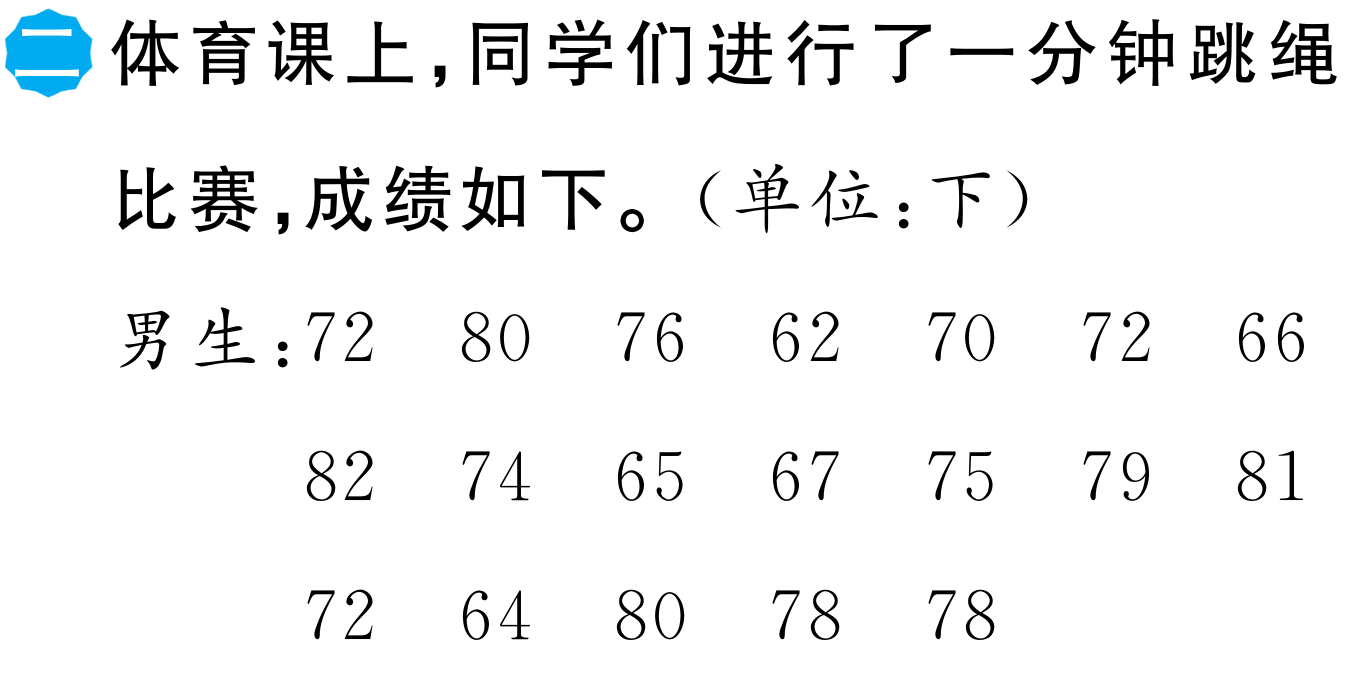 二 体育课上,同学们进行了一分钟跳绳
比赛,成绩如下。(单位:下)
男生:72 80 76 62 70 72 66
82 74 65 67 75 79 81
72 64 80 78 78